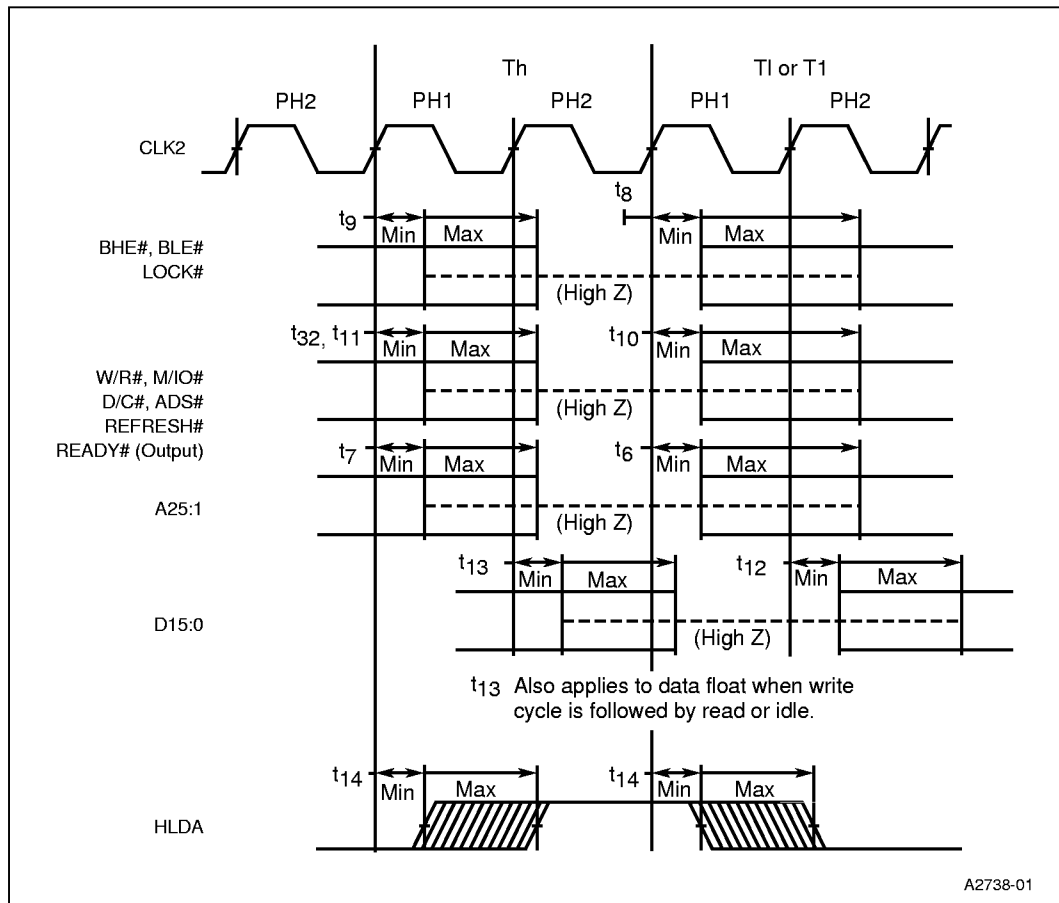 Th TI or T1
PH2 PH1 PH2 PH1 PH2
CLK2
t8
t9 Min Max Min Max
BHE#, BLE#
LOCK#
(High Z)
t32, t11 Min Max t10 Min Max
W/R#, M/IO#
D/C#, ADS#
REFRESH#
READY# (Output)
(High Z)
t7 Min Max t6 Min Max
A25:1
(High Z)
t13 Min Max t12 Min Max
D15:0
(High Z)
t13 Also applies to data float when write
cycle is followed by read or idle.
t14 Min Max t14 Min Max
HLDA
A2738-01